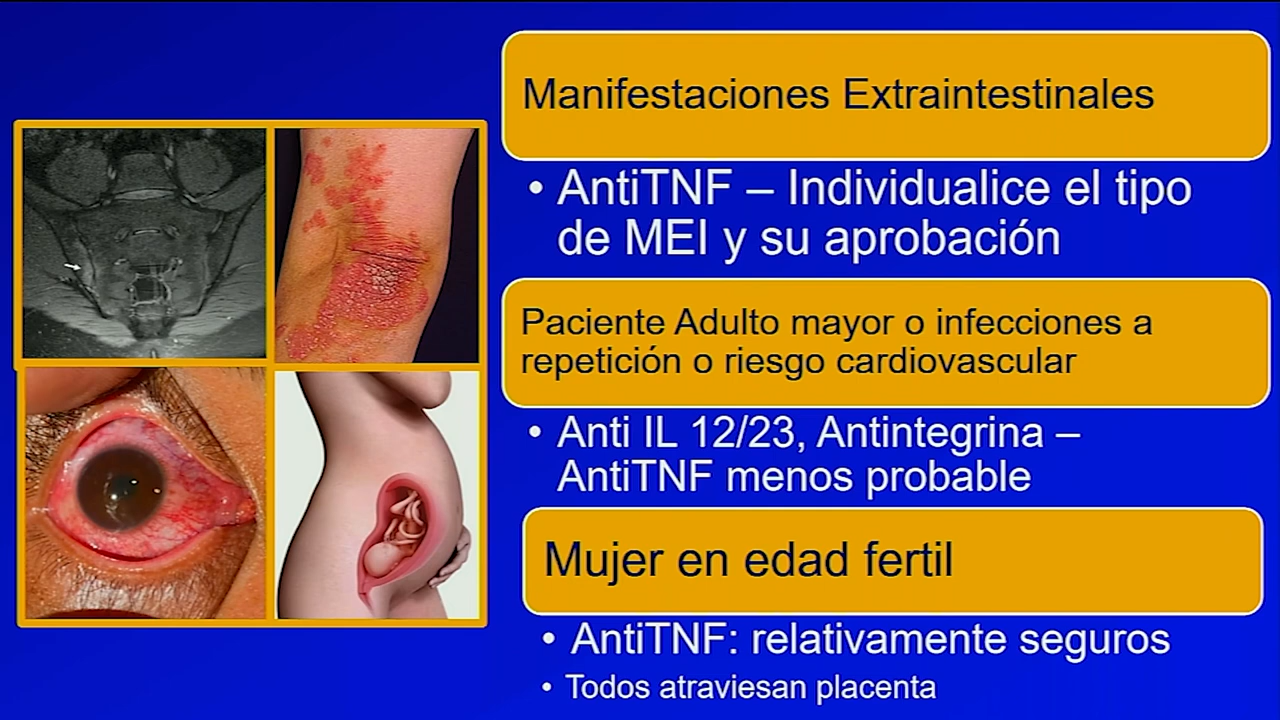 Manifestaciones Extraintestinales
• AntiTNF – Individualice el tipo
de MEI y su aprobación
Paciente Adulto mayor o infecciones a
repetición o riesgo cardiovascular
• Anti IL 12/23, Antintegrina –
AntiTNF menos probable
Mujer en edad fertil
• AntiTNF: relativamente seguros
• Todos atraviesan placenta